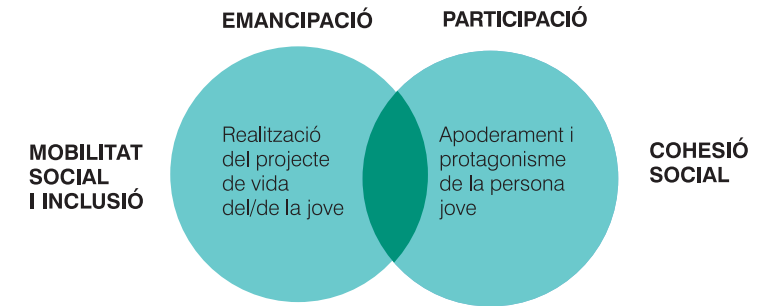 EMANCIPACIÓ
PARTICIPACIÓ
MOBILITAT
SOCIAL
I INCLUSIÓ
Realització
del projecte
de vida
del/de la jove
Apoderament i
protagonisme
de la persona
jove
COHESIÓ
SOCIAL